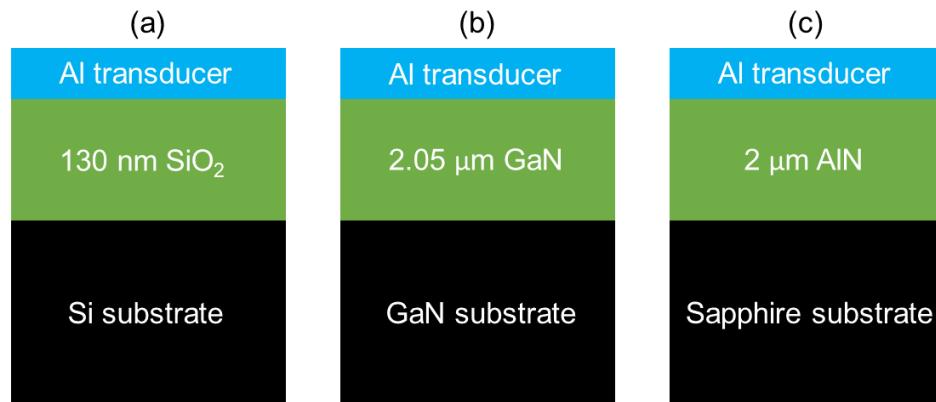 (a) (b) (c)
Al transducer Al transducer Al transducer
130 nm SiO₂ 2.05 μm GaN 2 μm AlN
Si substrate GaN substrate Sapphire substrate